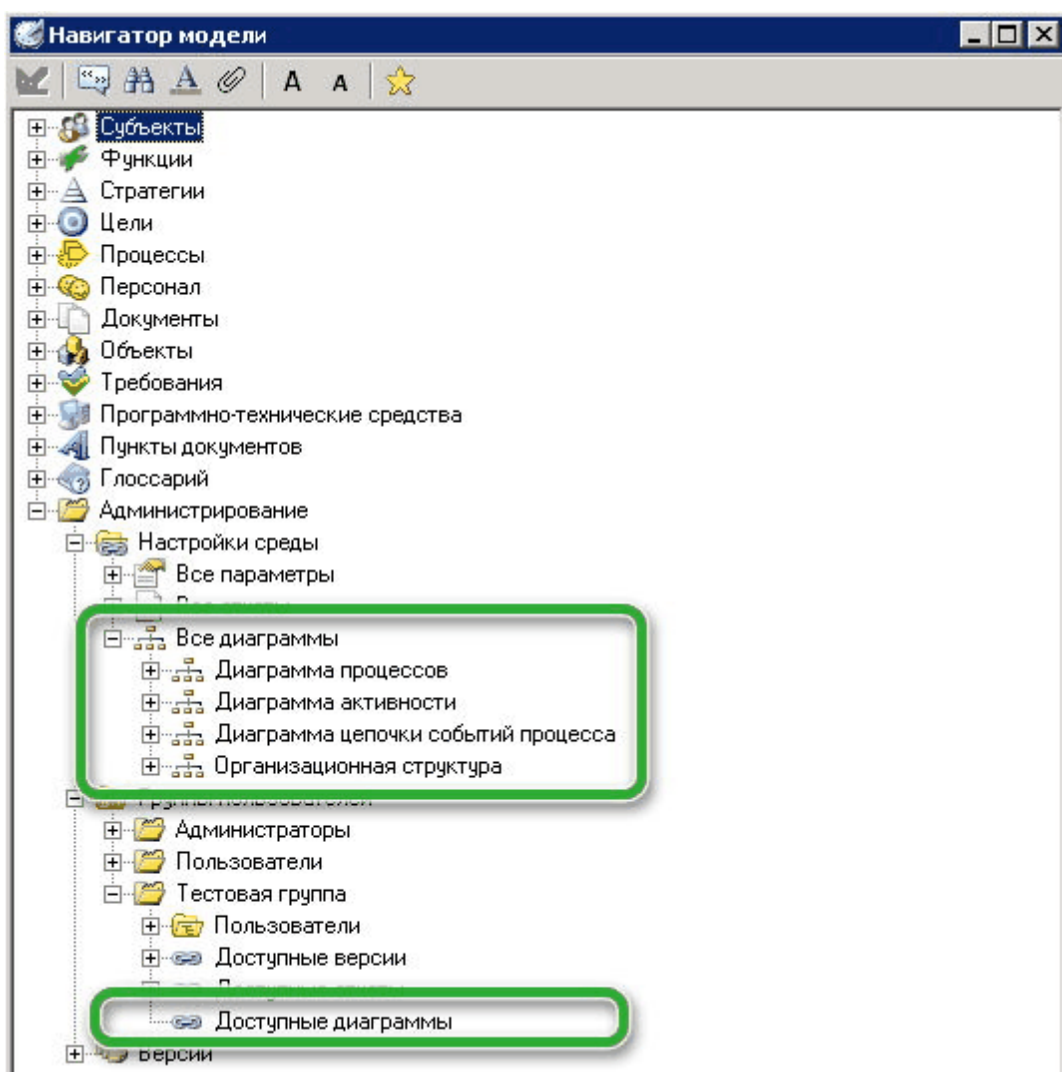 Навигатор модели
A A A
Субъекты
Функции
Стратегии
Цели
Процессы
Персонал
Документы
Объекты
Требования
Программно-технические средства
Пункты документов
Глоссарий
Администрирование
Настройки среды
Все параметры
Все диаграммы
Диаграмма процессов
Диаграмма активности
Диаграмма цепочки событий процесса
Организационная структура
Группы пользователей
Администраторы
Пользователи
Тестовая группа
Пользователи
Доступные версии
Доступные диаграммы
Версии